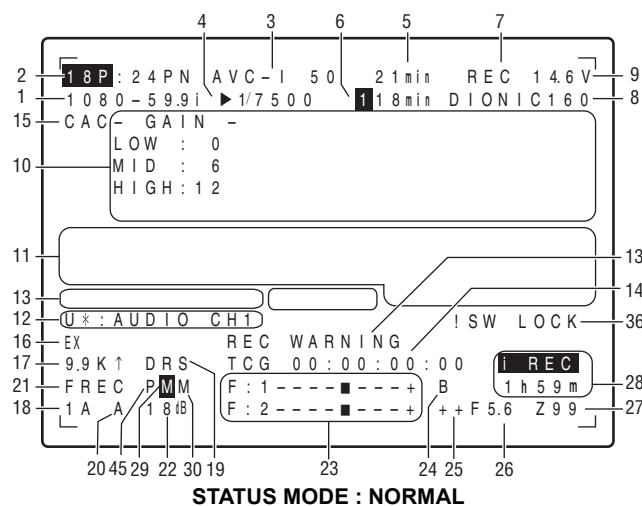 4 3 6 5 7
2 18P:24PN AVC-I 50 21min REC 14.6V 9
1 1080-59.9i ▶1/7500 118min DIONIC160 8
15 CAC- GAIN -
LOW : 0
10 MID : 6
HIGH:12
11
13 13
14
12 U*:AUDIO CH1 !SW LOCK 36
16 EX REC WARNING
17 9.9K↑ DRS TCG 00:00:00:00 i REC
21 FREC PMM F:1----■---+ B 1h59m 28
18 1A A 18dB F:2----■---+ ++F5.6 Z99 27
20 45 29 22 30 19 23 24 25 26
STATUS MODE : NORMAL